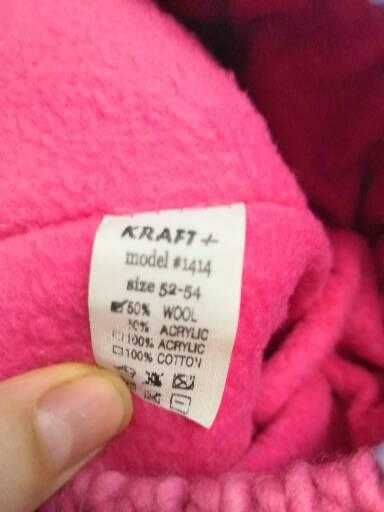 KRAFT+
model #1414
size 52-54
50% WOOL
50% ACRYLIC
100% ACRYLIC
100% COTTON